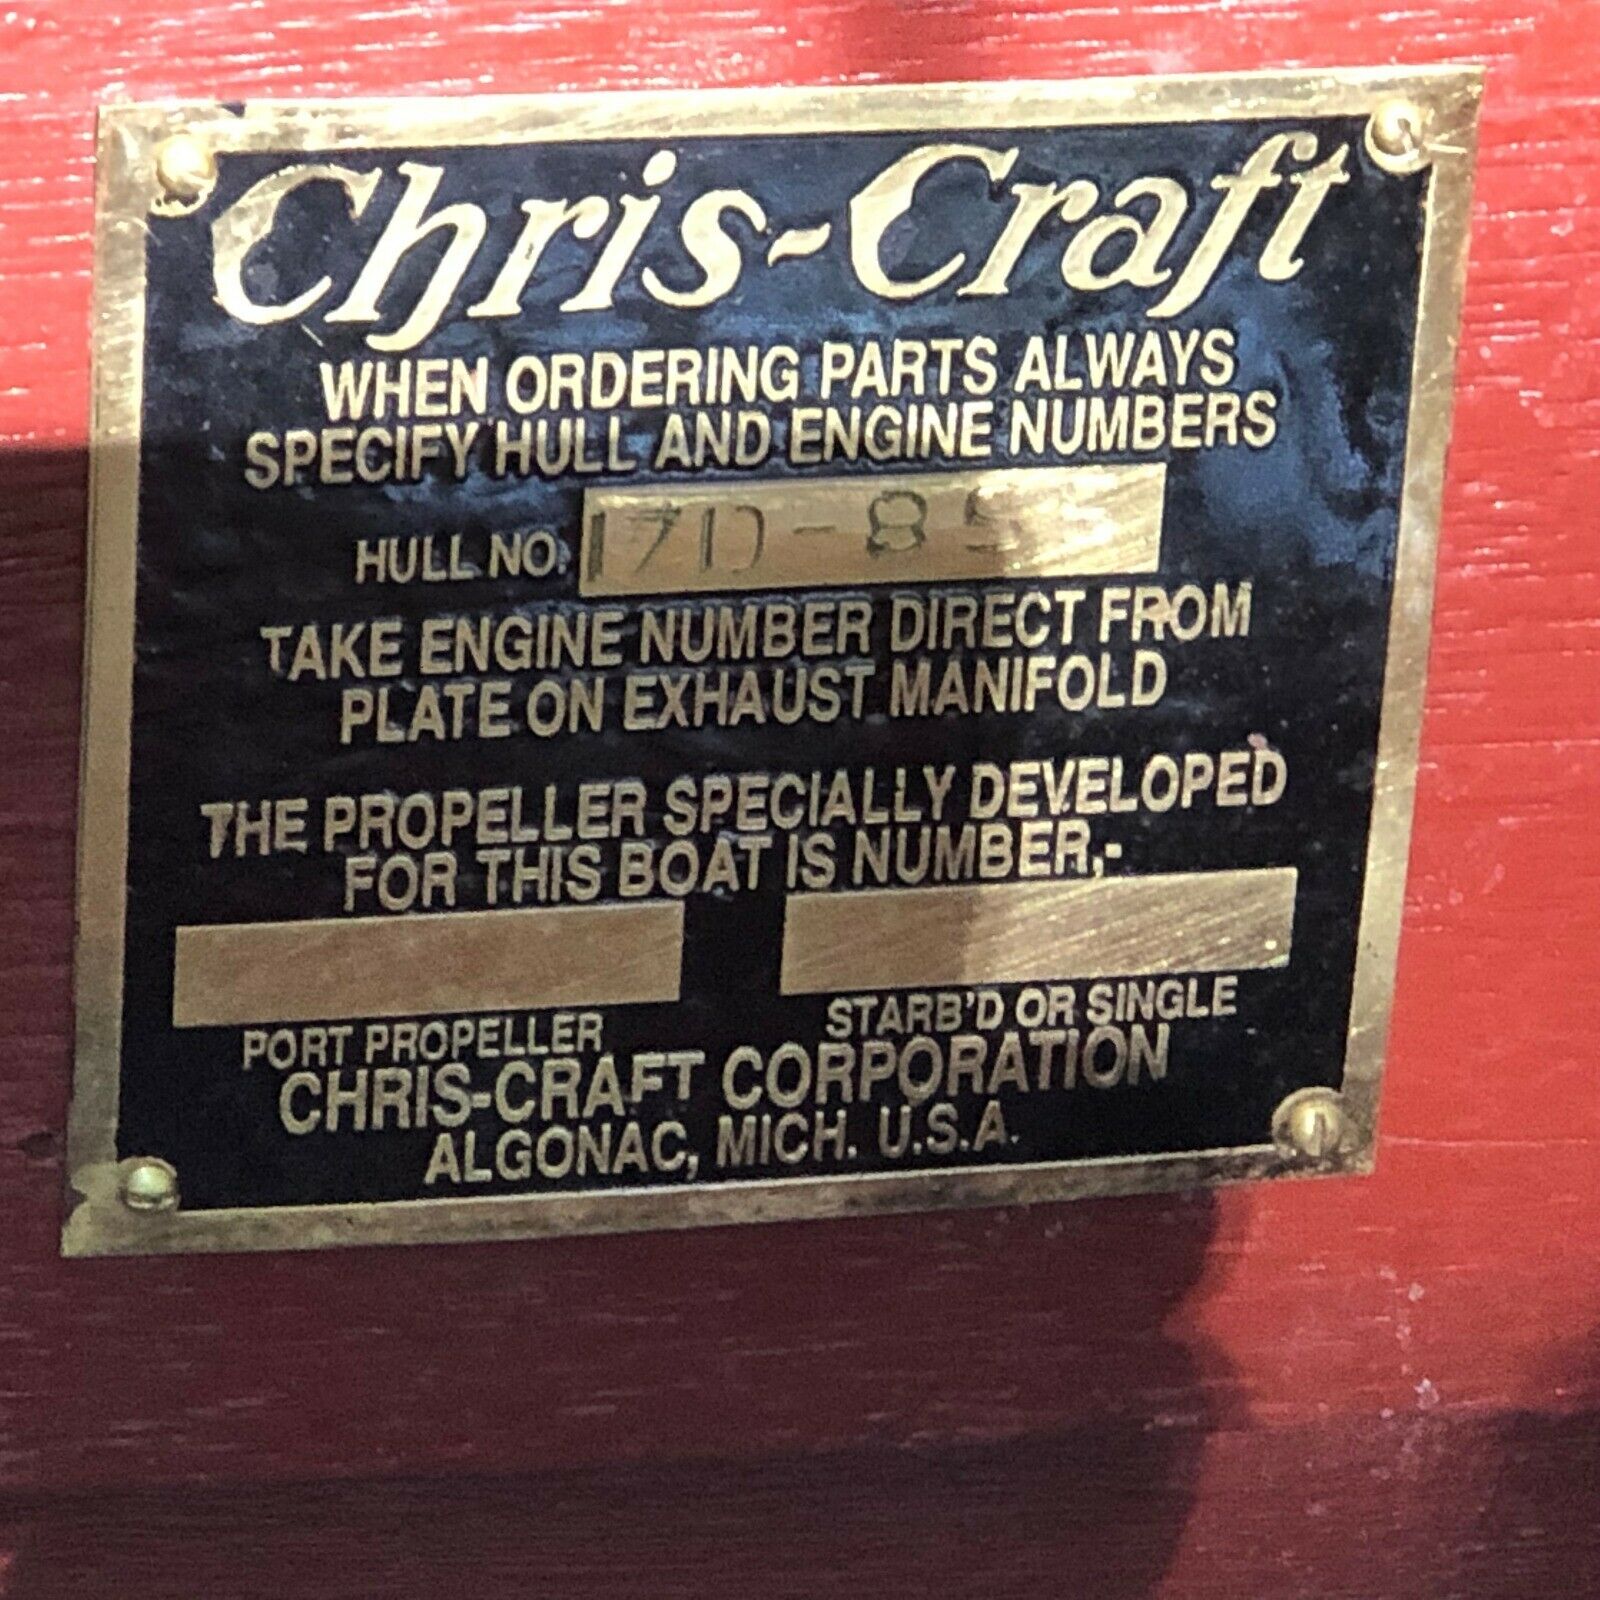 Chris-Craft
WHEN ORDERING PARTS ALWAYS
SPECIFY HULL AND ENGINE NUMBERS
HULL NO.
TAKE ENGINE NUMBER DIRECT FROM
PLATE ON EXHAUST MANIFOLD
THE PROPELLER SPECIALLY DEVELOPED
FOR THIS BOAT IS NUMBER,-
PORT PROPELLER
STARB'D OR SINGLE
CHRIS-CRAFT CORPORATION
ALGONAC, MICH. U.S.A.